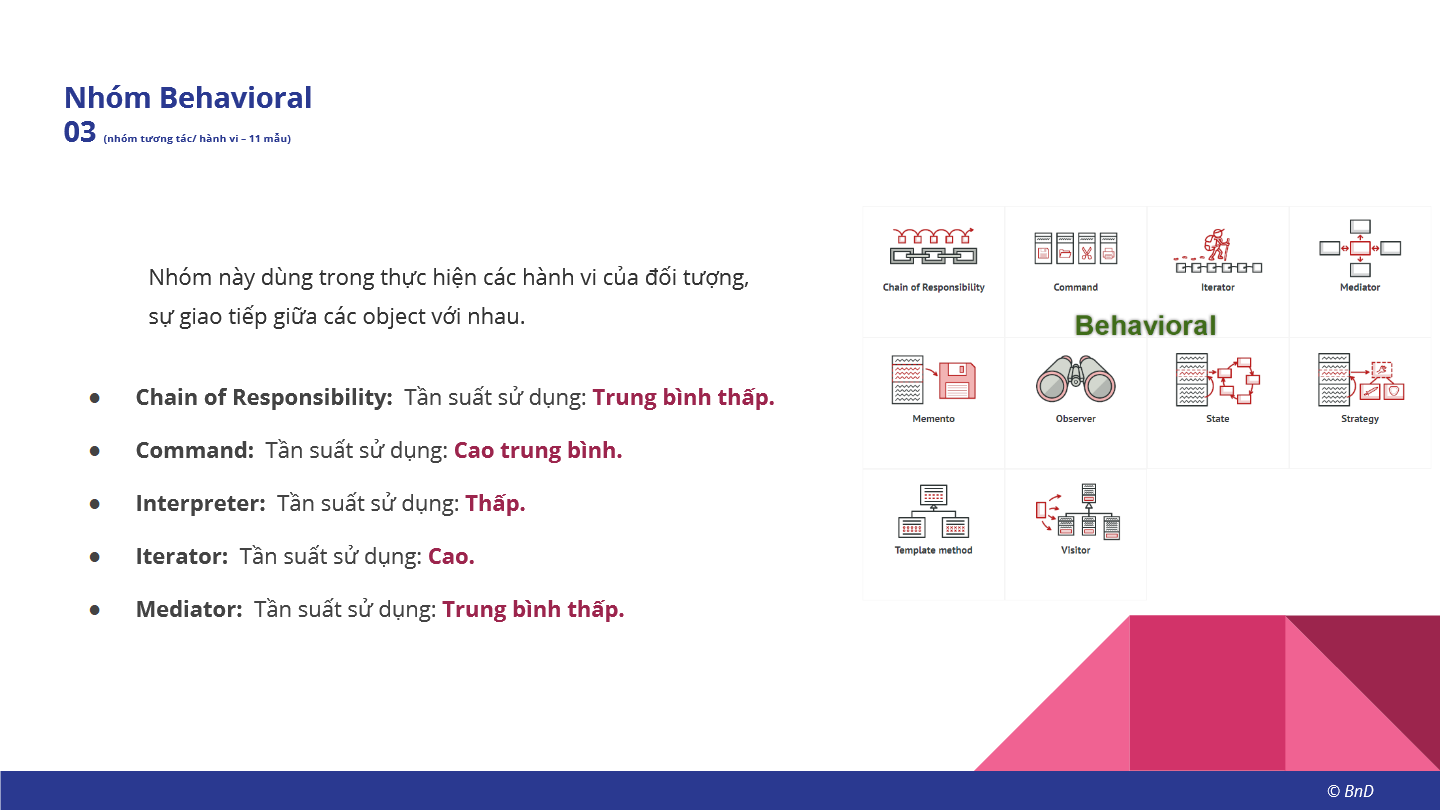 Nhóm Behavioral
03 (nhóm tương tác/ hành vi – 11 mẫu)
Nhóm này dùng trong thực hiện các hành vi của đối tượng,
sự giao tiếp giữa các object với nhau.
● Chain of Responsibility: Tần suất sử dụng: Trung bình thấp.
● Command: Tần suất sử dụng: Cao trung bình.
● Interpreter: Tần suất sử dụng: Thấp.
● Iterator: Tần suất sử dụng: Cao.
● Mediator: Tần suất sử dụng: Trung bình thấp.
Chain of Responsibility Command Iterator Mediator
Behavioral
Memento Observer State Strategy
Template method Visitor
© BnD